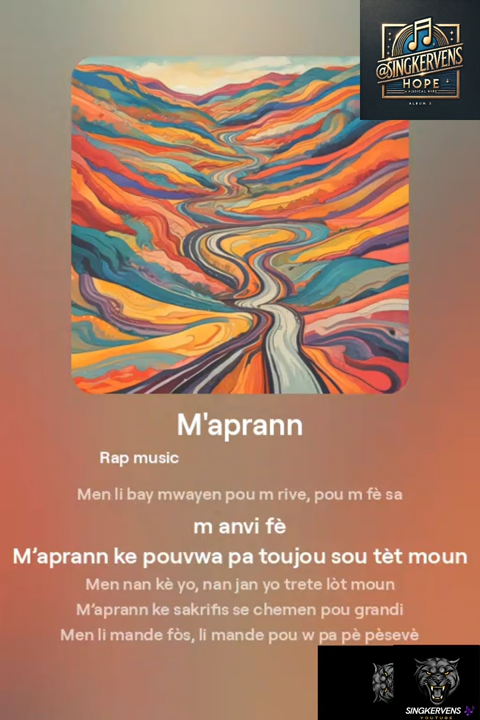 @SINGKERVENS
HOPE
ALBUM
M'aprann
Rap music
Men li bay mwayen pou m rive, pou m fè sa
m anvi fè
M’aprann ke pouvwa pa toujou sou tèt moun
Men nan kè yo, nan jan yo trete lòt moun
M’aprann ke sakrifis se chemen pou grandi
Men li mande fòs, li mande pou w pa pè pèsevè
SINGKERVENS
YOUTUBE